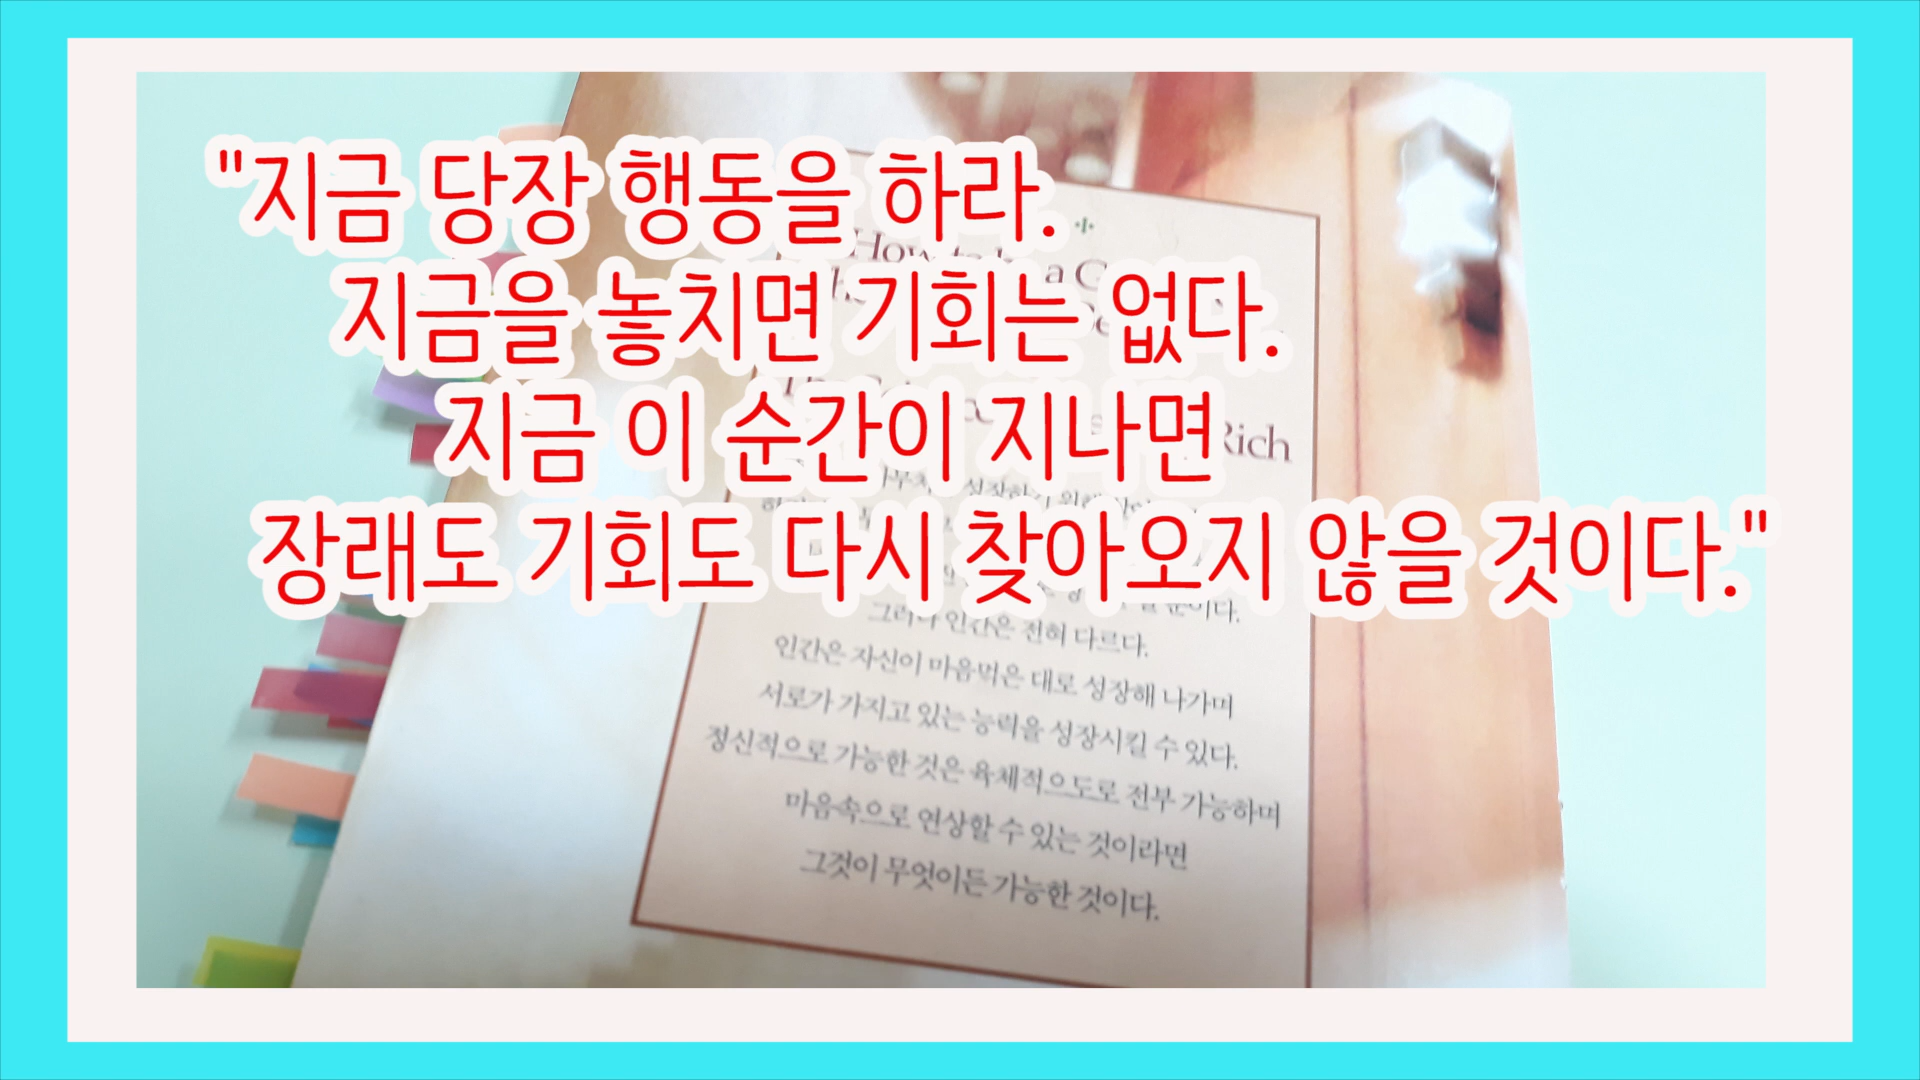 "지금 당장 행동을 하라.
지금을 놓치면 기회는 없다.
지금 이 순간이 지나면
장래도 기회도 다시 찾아오지 않을 것이다."
How to a
Rich
그러나 인간은 전혀 다르다.
인간은 자신이 마음먹은 대로 성장해 나가며
서로가 가지고 있는 능력을 성장시킬 수 있다.
정신적으로 가능한 것은 육체적으도로 전부 가능하며
마음속으로 연상할 수 있는 것이라면
그것이 무엇이든 가능한 것이다.